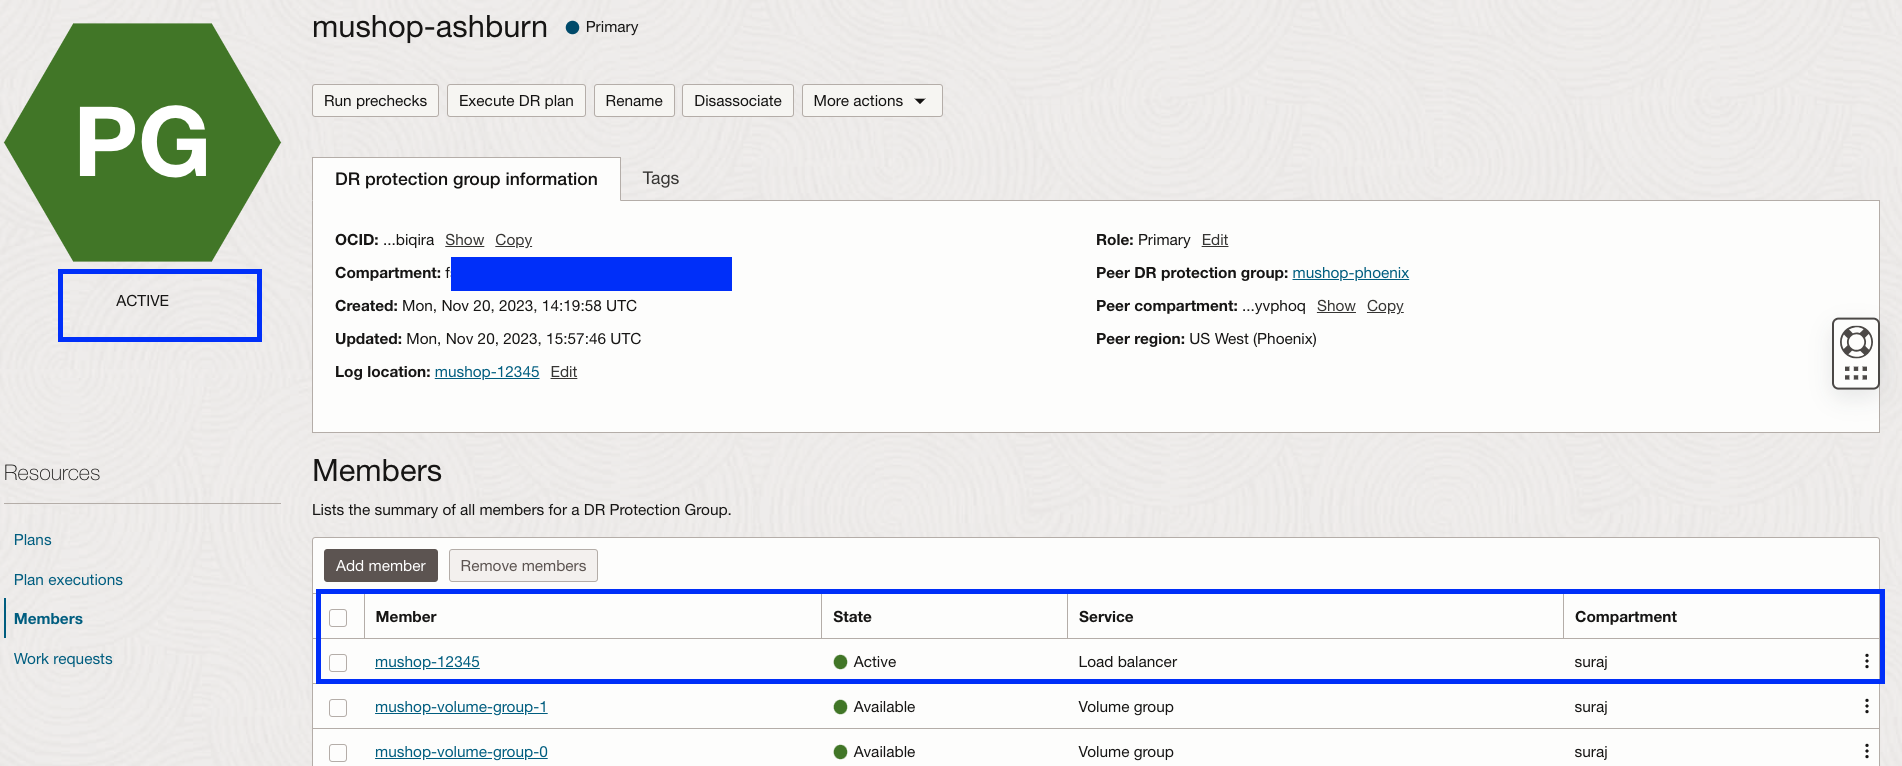 mushop-ashburn Primary
PG
ACTIVE
Run prechecks Execute DR plan Rename Disassociate More actions
DR protection group information Tags
OCID: ...biqira Show Copy
Compartment:
Created: Mon, Nov 20, 2023, 14:19:58 UTC
Updated: Mon, Nov 20, 2023, 15:57:46 UTC
Log location: mushop-12345 Edit
Role: Primary Edit
Peer DR protection group: mushop-phoenix
Peer compartment: ...yvphoq Show Copy
Peer region: US West (Phoenix)
Resources
Plans
Plan executions
Members
Work requests
Members
Lists the summary of all members for a DR Protection Group.
Add member Remove members
Member State Service Compartment
mushop-12345 Active Load balancer suraj
mushop-volume-group-1 Available Volume group suraj
mushop-volume-group-0 Available Volume group suraj